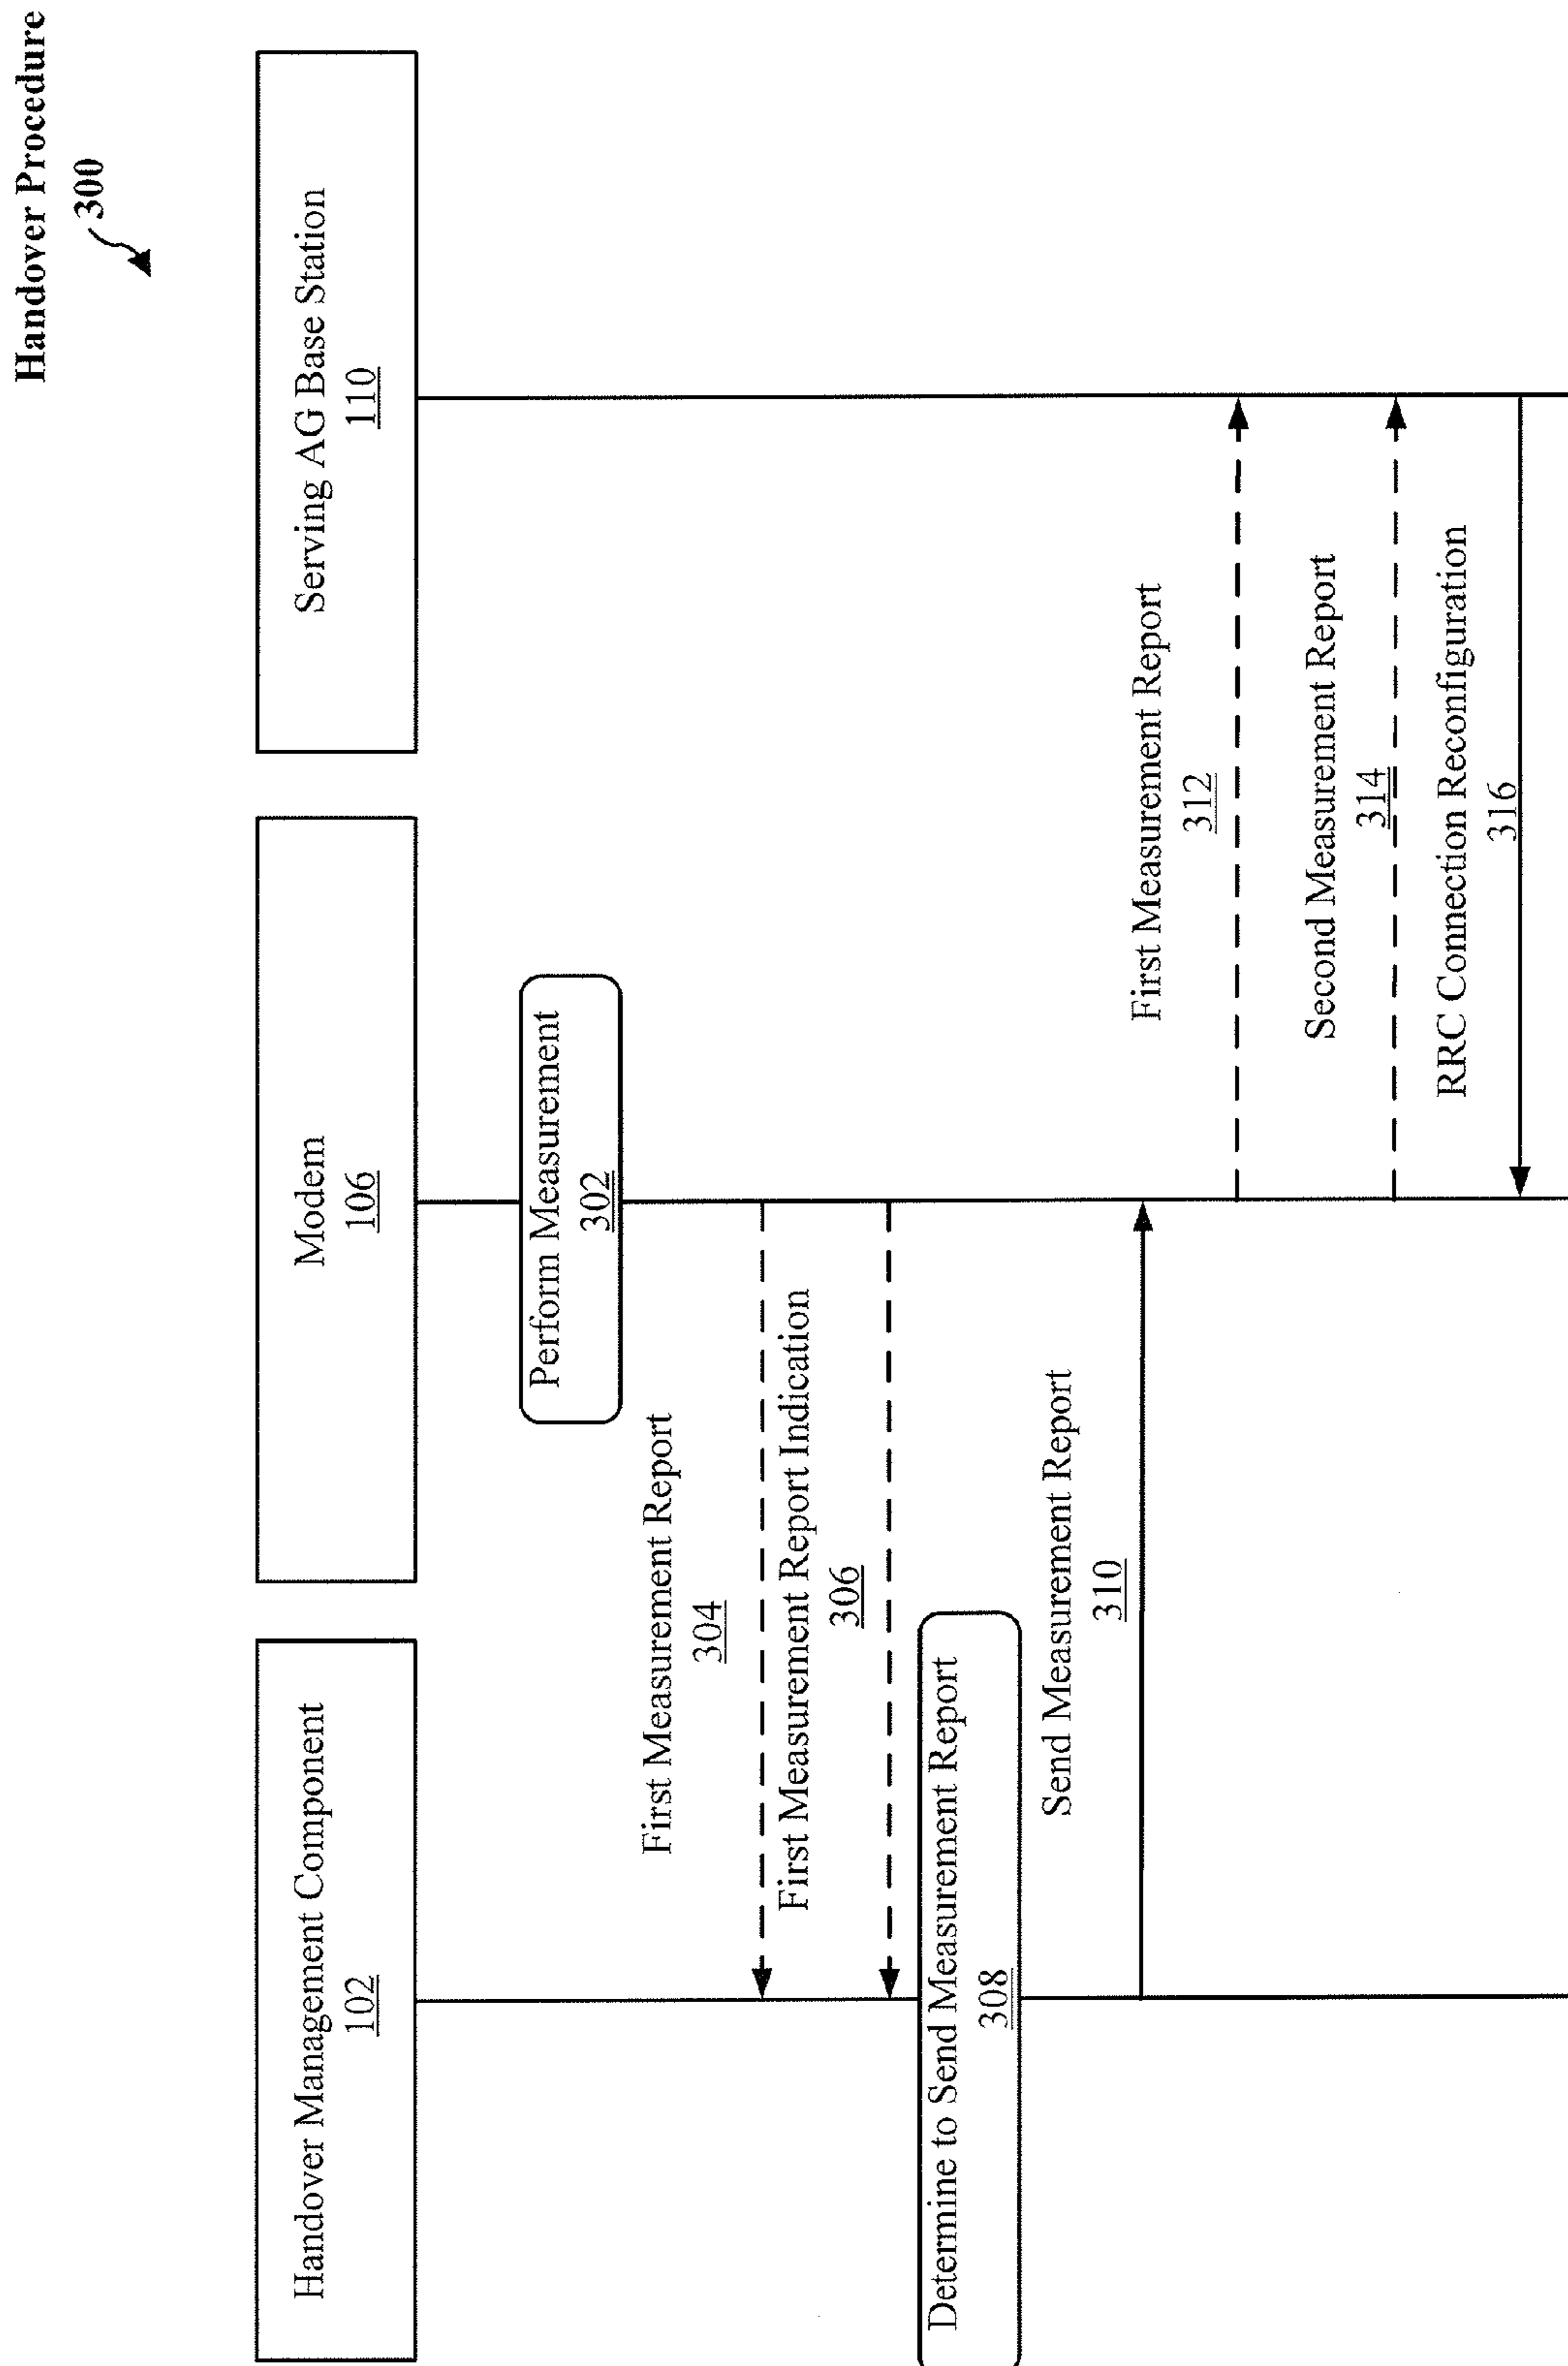 Handover Procedure
300
Handover Management Component
102
Modem
106
Serving AG Base Station
110
Perform Measurement
302
First Measurement Report
304
First Measurement Report Indication
306
Determine to Send Measurement Report
308
Send Measurement Report
310
First Measurement Report
312
Second Measurement Report
314
RRC Connection Reconfiguration
316